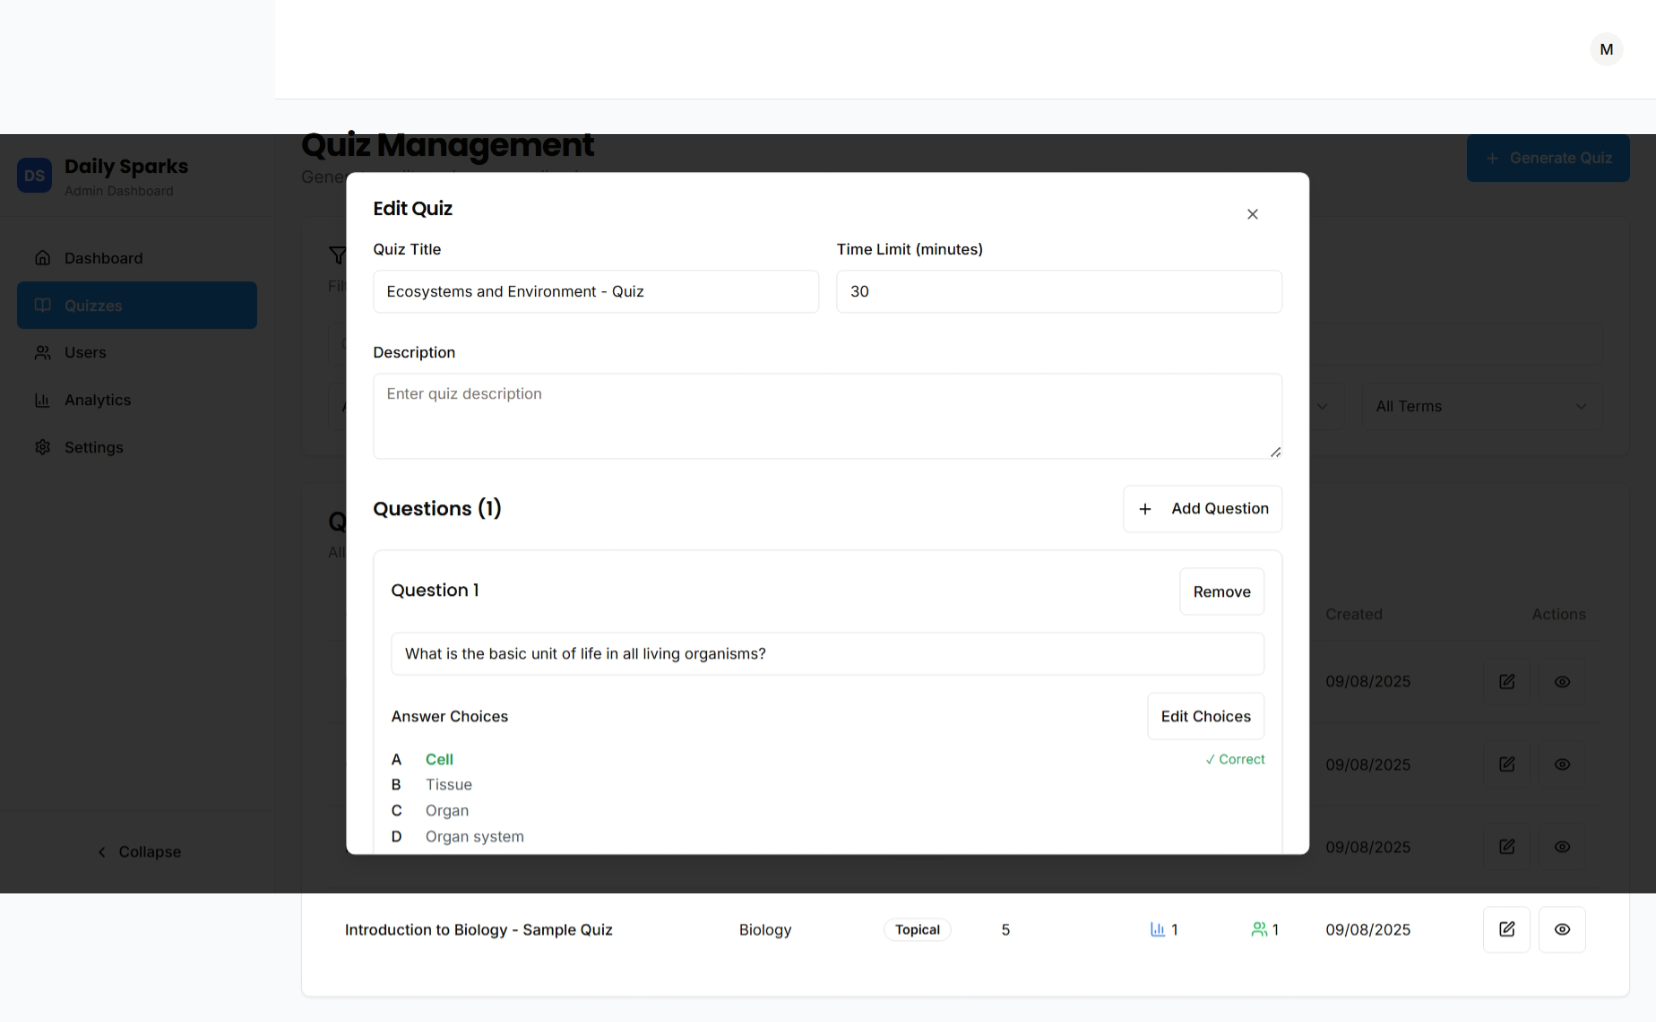 M
Quiz Management
Generate Quiz
DS
Daily Sparks
Admin Dashboard
Dashboard
Quizzes
Users
Analytics
Settings
Collapse
Edit Quiz
Quiz Title
Time Limit (minutes)
Ecosystems and Environment - Quiz
30
Description
Enter quiz description
All Terms
Questions (1)
Add Question
Question 1
Remove
What is the basic unit of life in all living organisms?
Answer Choices
Edit Choices
A Cell ✓ Correct
B Tissue
C Organ
D Organ system
Created Actions
09/08/2025
09/08/2025
09/08/2025
Introduction to Biology - Sample Quiz Biology Topical 5 1 1 09/08/2025